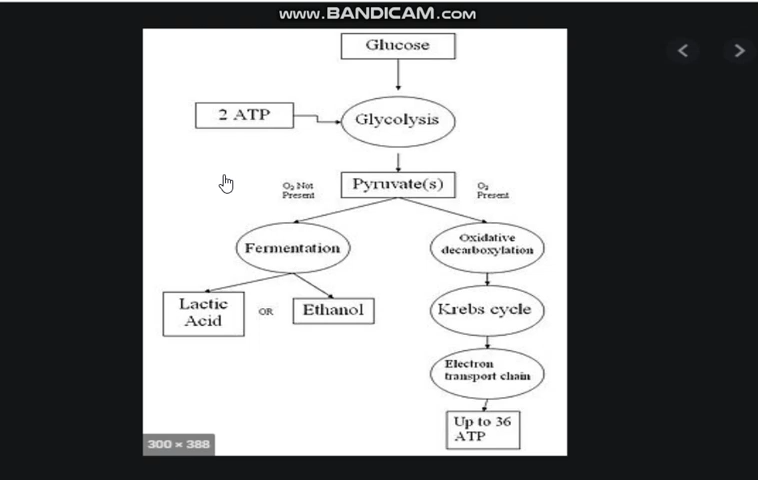 www.BANDICAM.com
Glucose
2 ATP
Glycolysis
O₂ Not
Present
Pyruvate(s)
O₂
Present
Fermentation
Oxidative
decarboxylation
Lactic
Acid
OR
Ethanol
Krebs cycle
Electron
transport chain
Up to 36
ATP
300 × 388